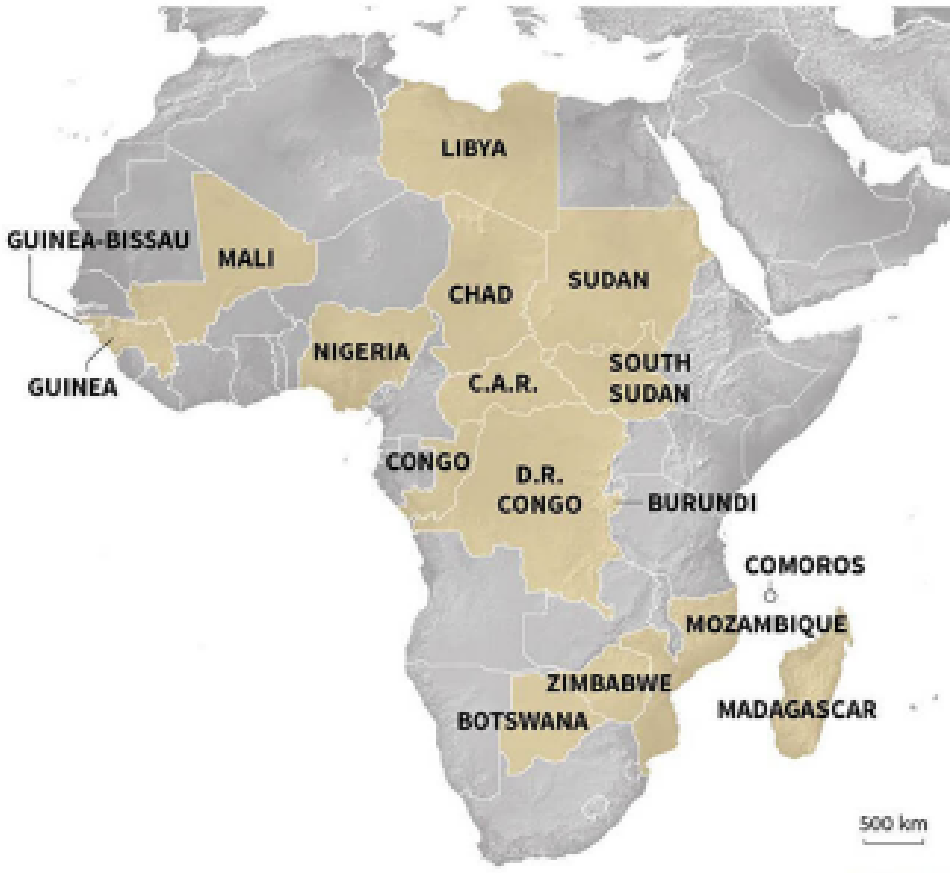 LIBYA
GUINEA-BISSAU
MALI
SUDAN
CHAD
NIGERIA
SOUTH
SUDAN
GUINEA
C.A.R.
CONGO
D.R.
CONGO
BURUNDI
COMOROS
MOZAMBIQUE
ZIMBABWE
MADAGASCAR
BOTSWANA
500 km